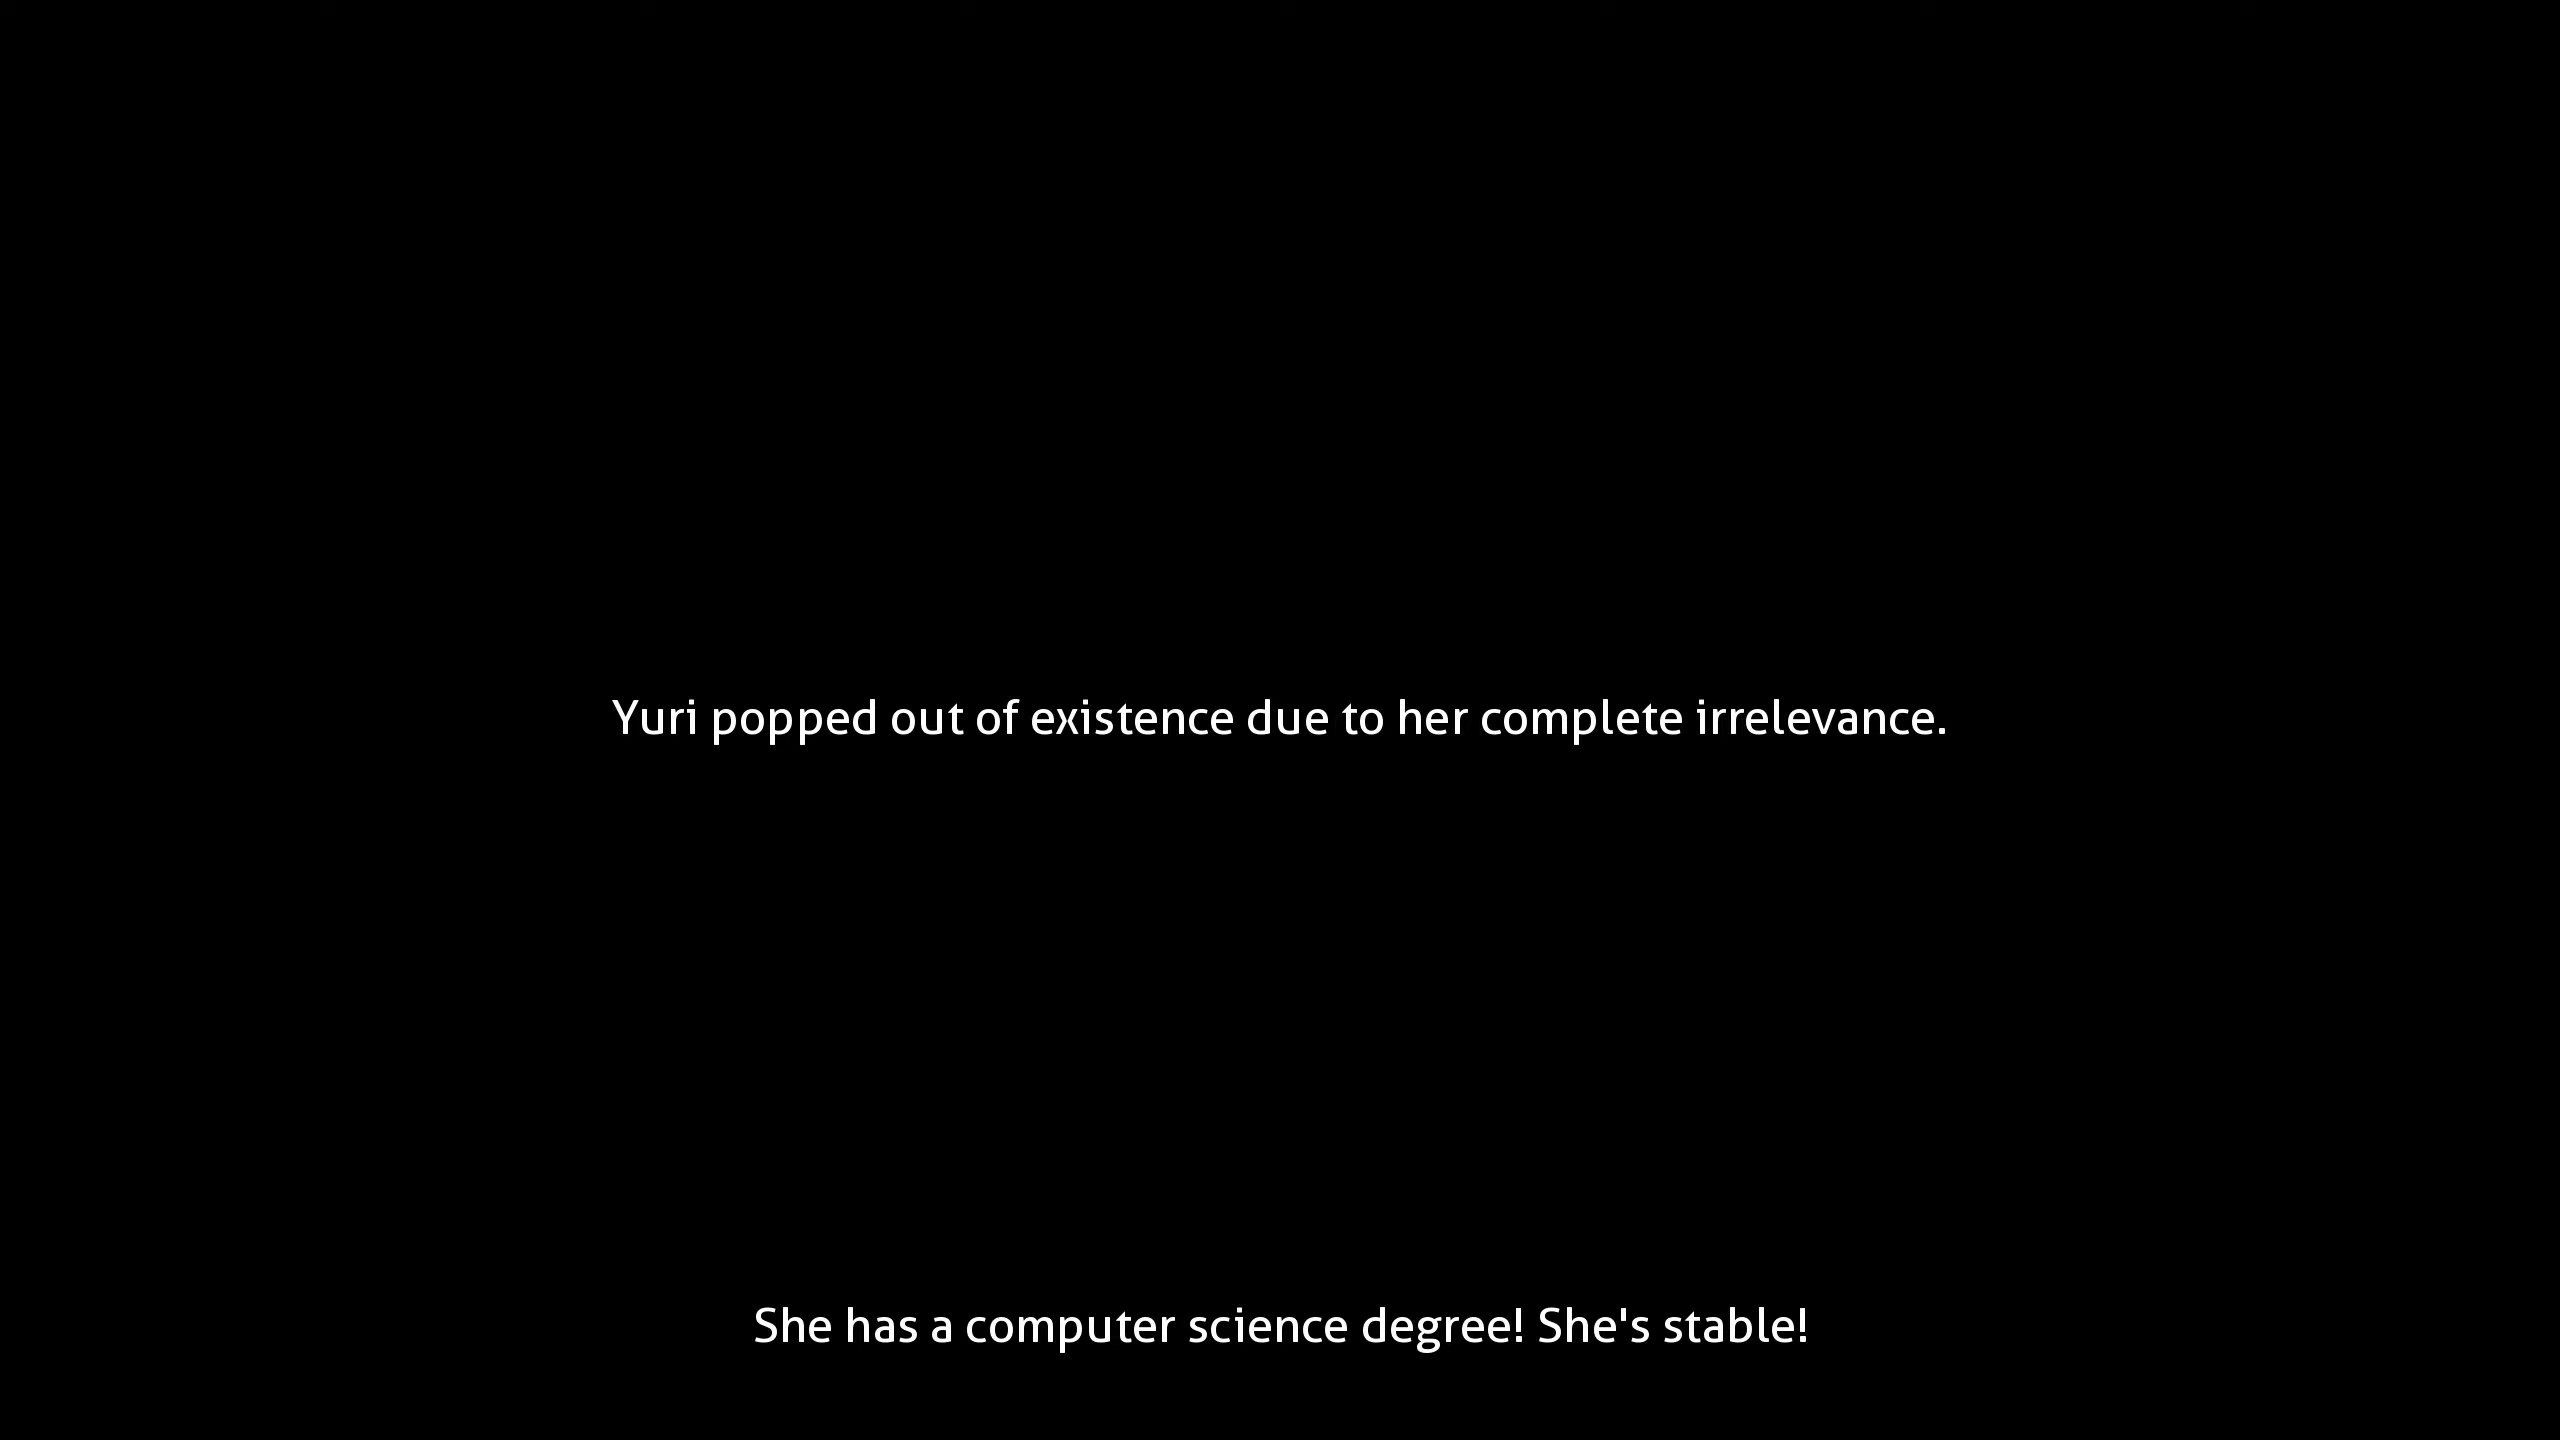 Yuri popped out of existence due to her complete irrelevance.
She has a computer science degree! She's stable!